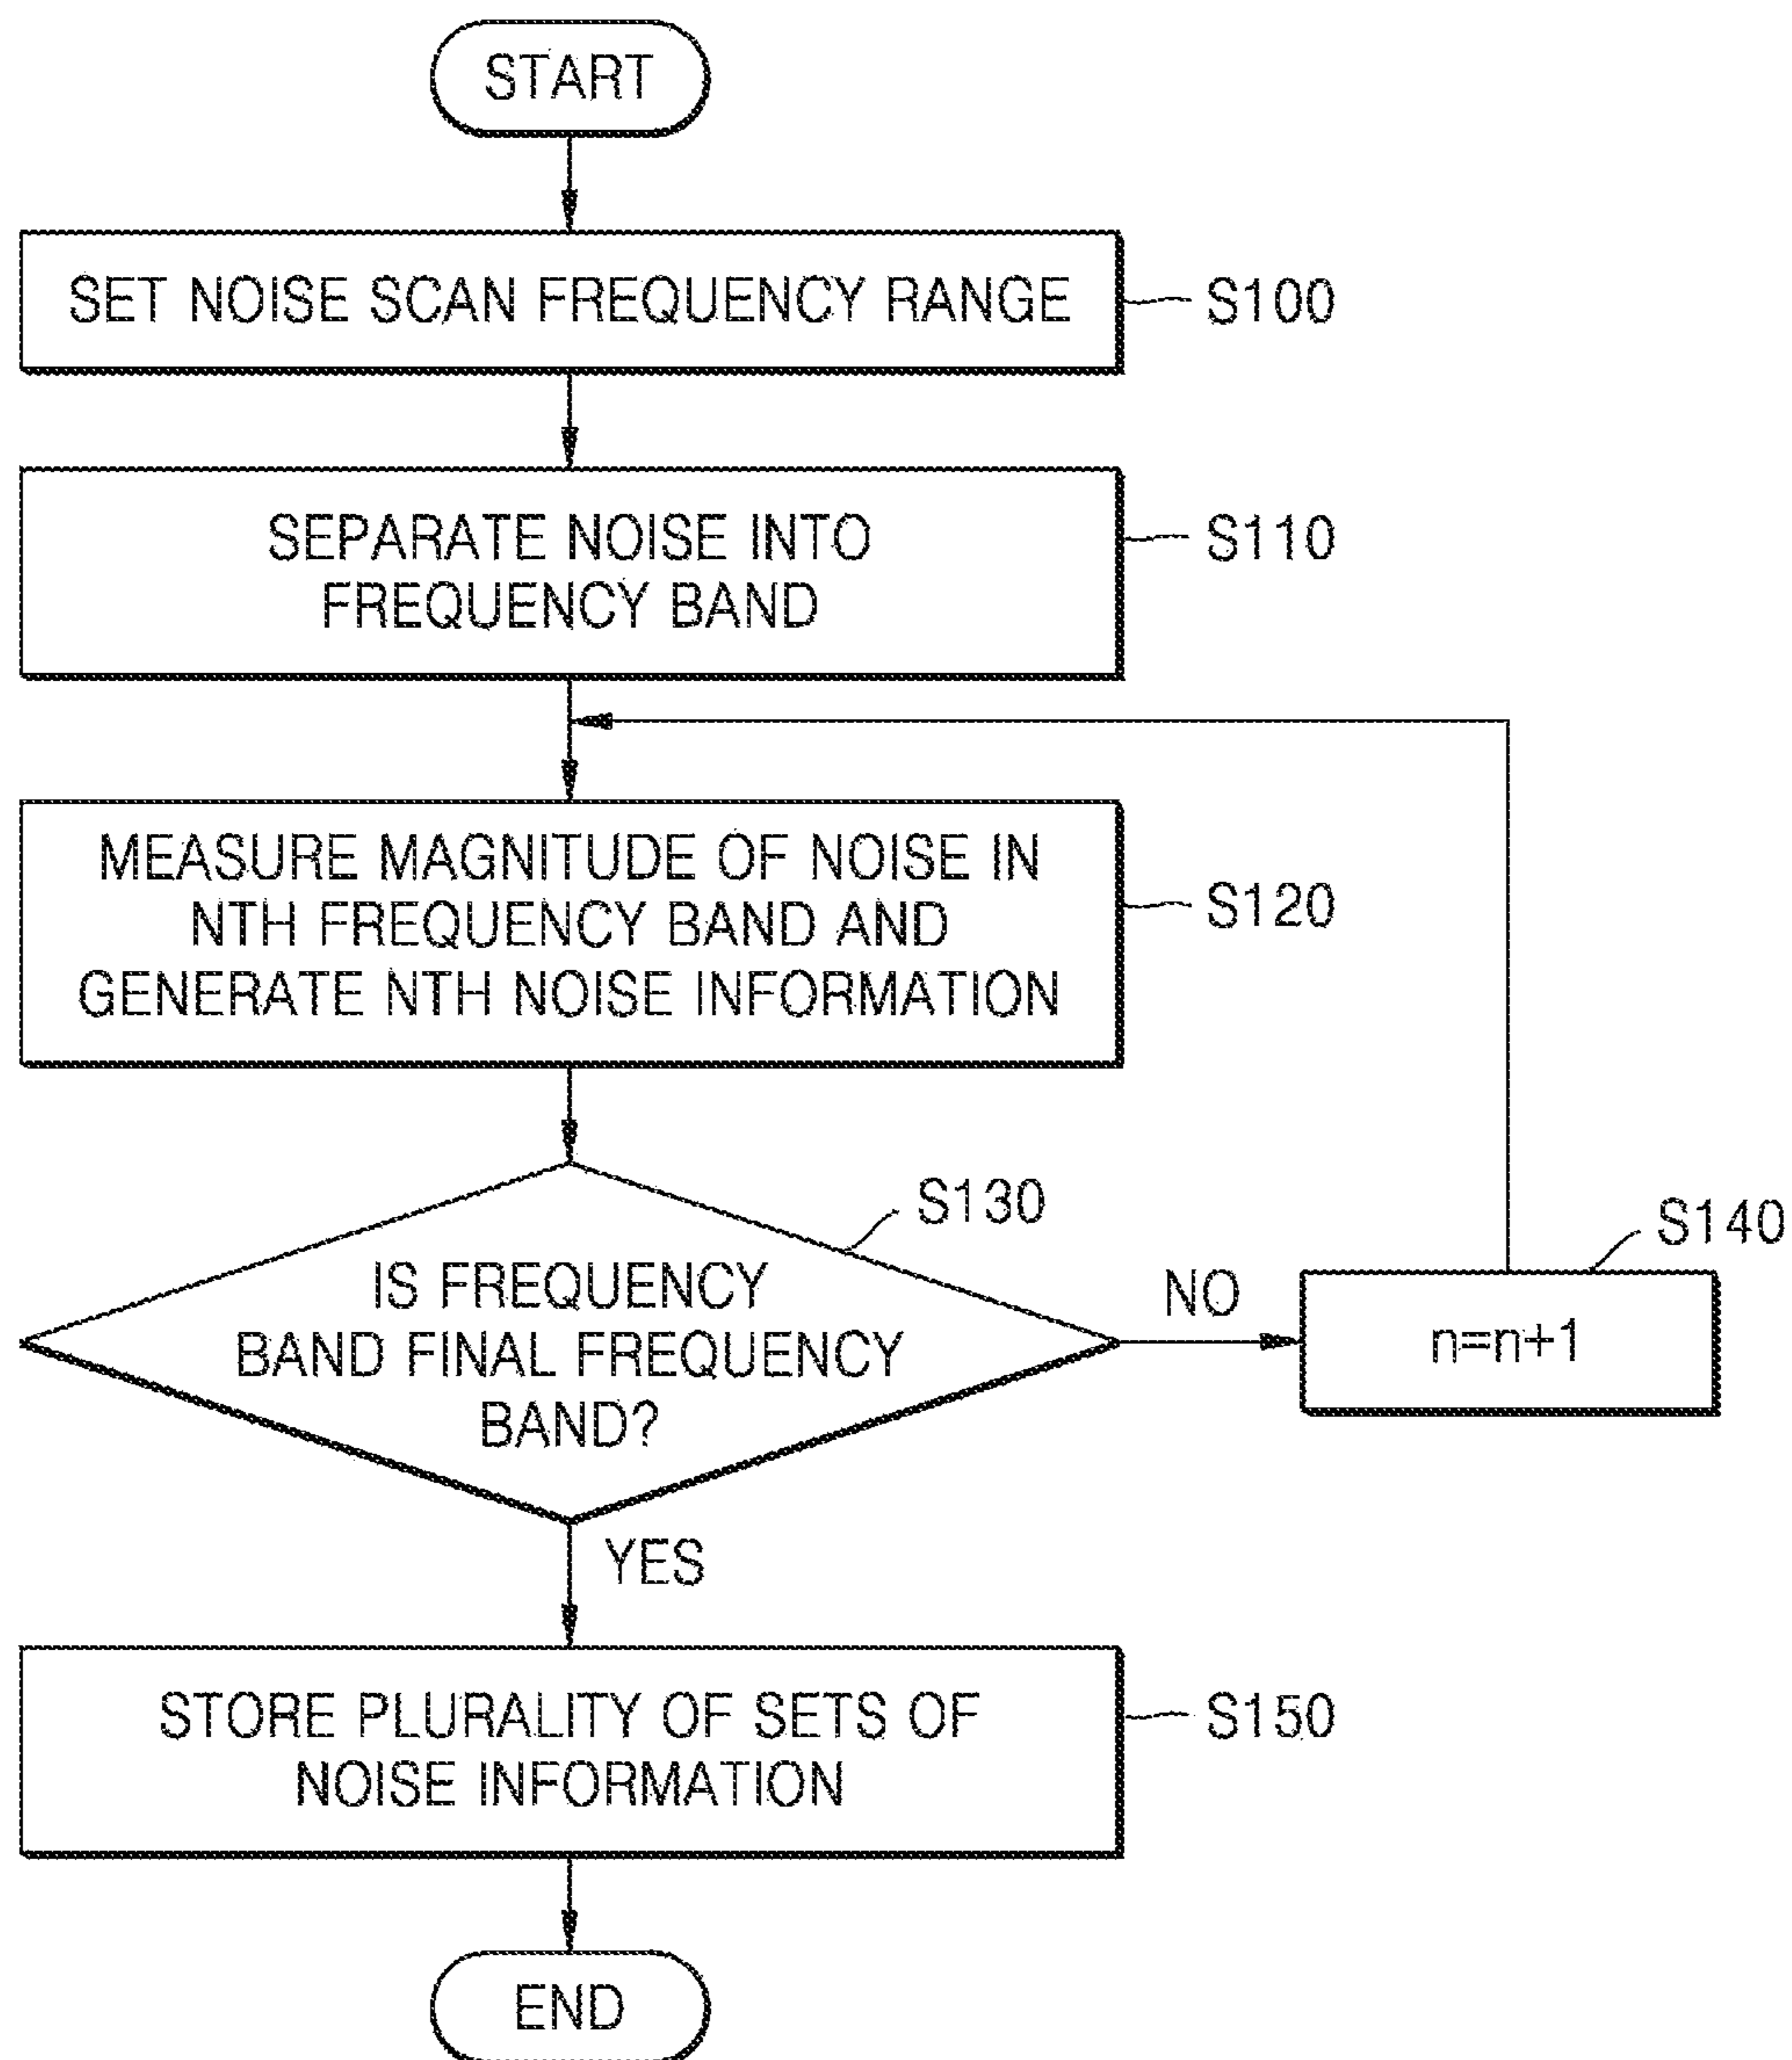 START
SET NOISE SCAN FREQUENCY RANGE
S100
SEPARATE NOISE INTO
FREQUENCY BAND
S110
MEASURE MAGNITUDE OF NOISE IN
NTH FREQUENCY BAND AND
GENERATE NTH NOISE INFORMATION
S120
IS FREQUENCY
BAND FINAL FREQUENCY
BAND?
S130
NO
S140
n=n+1
YES
STORE PLURALITY OF SETS OF
NOISE INFORMATION
S150
END